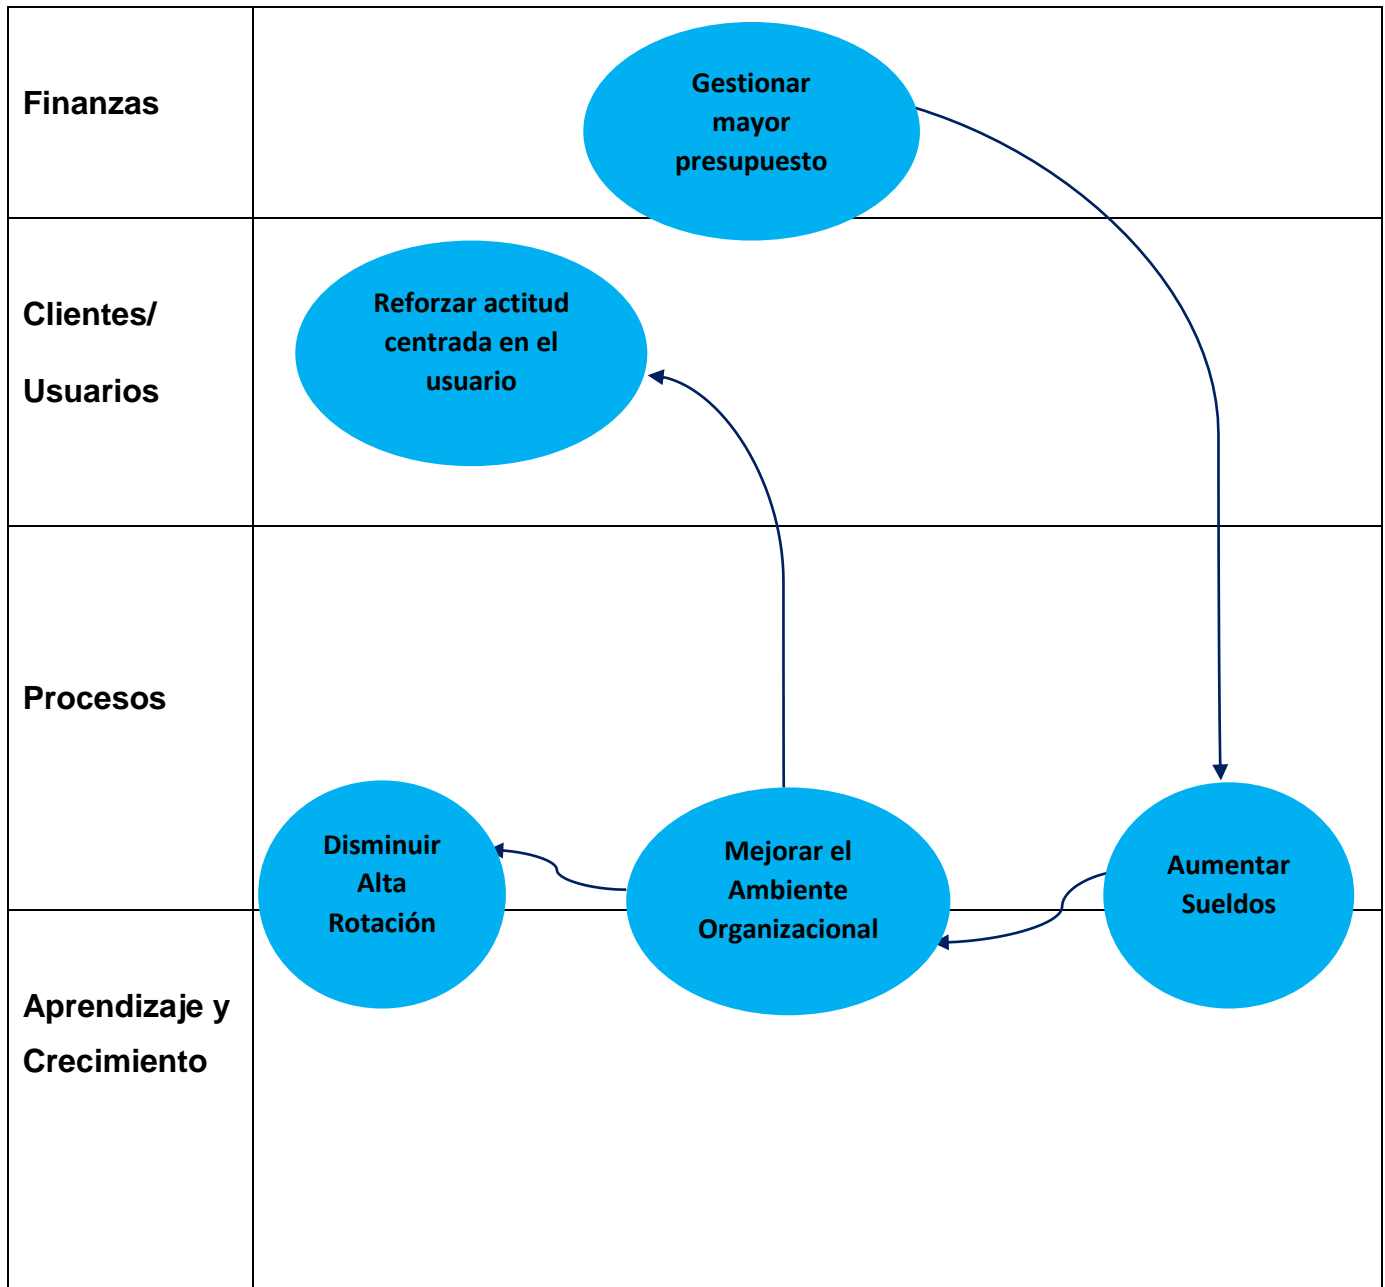 Finanzas
Gestionar
mayor
presupuesto
Clientes/
Usuarios
Reforzar actitud
centrada en el
usuario
Procesos
Disminuir
Alta
Rotación
Mejorar el
Ambiente
Organizacional
Aumentar
Sueldos
Aprendizaje y
Crecimiento